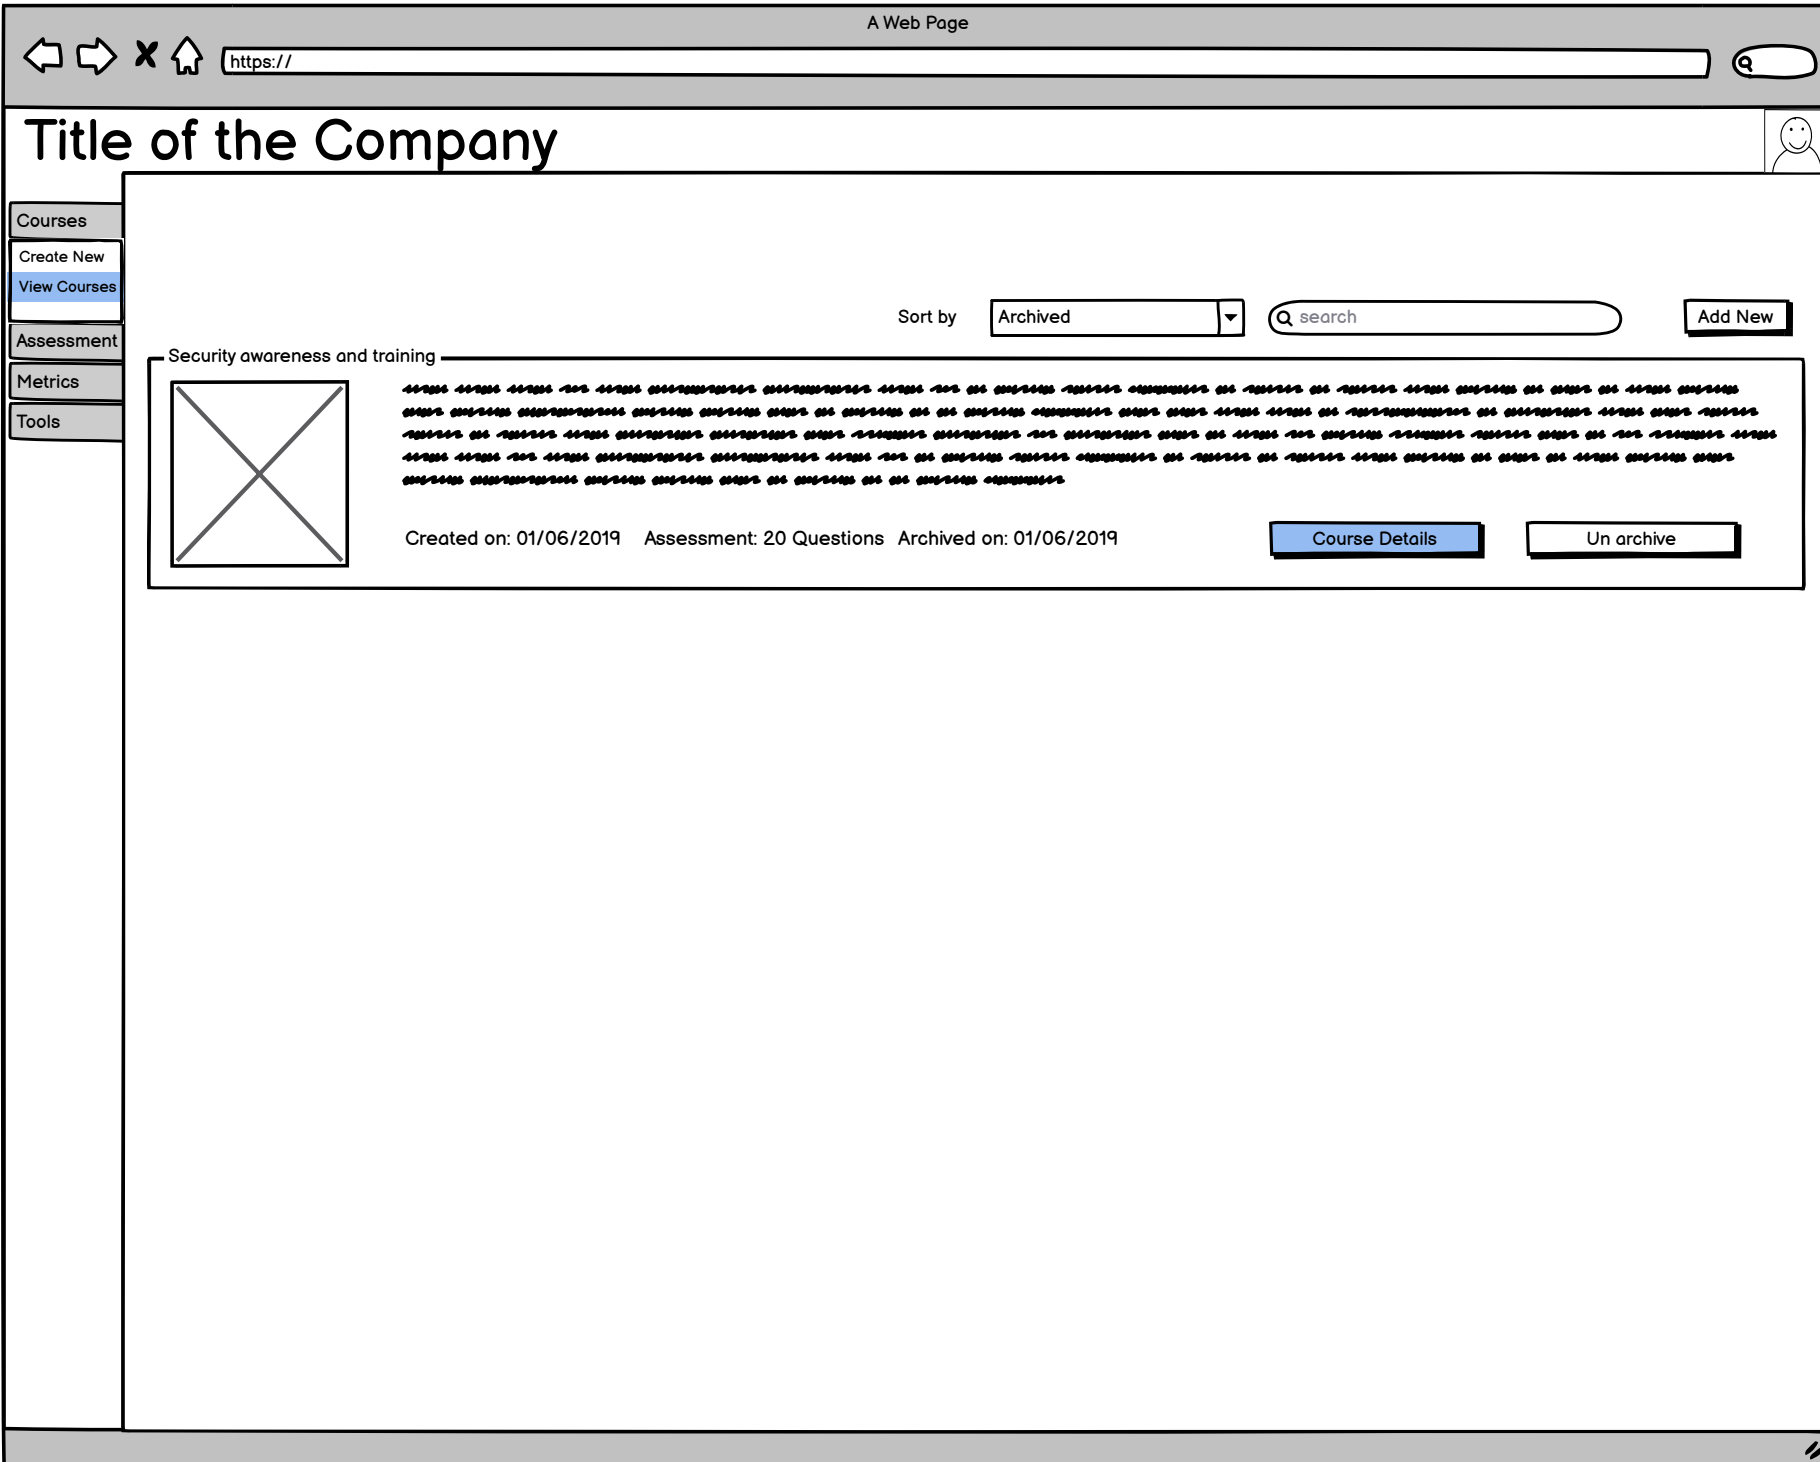 A Web Page
https://
Title of the Company
Courses
Create New
View Courses
Assessment
Metrics
Tools
Sort by
Archived
search
Add New
Security awareness and training
Created on: 01/06/2019 Assessment: 20 Questions Archived on: 01/06/2019
Course Details
Un archive